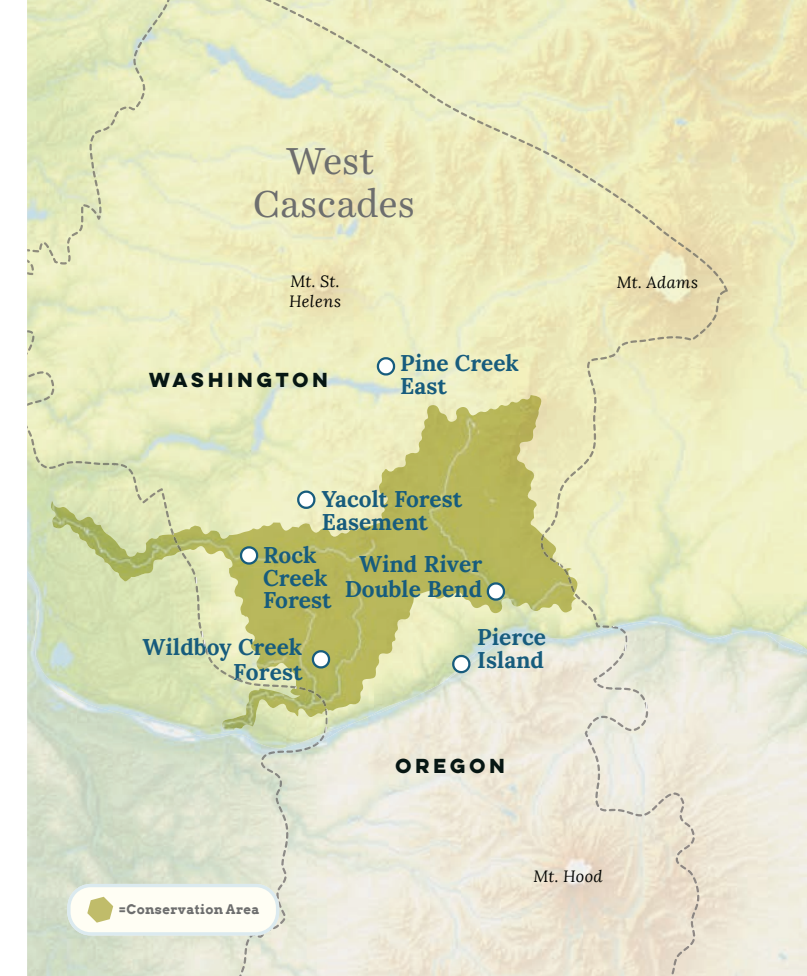 West
Cascades
Mt. St.
Helens
Mt. Adams
WASHINGTON
Pine Creek
East
Yacolt Forest
Easement
Rock
Creek
Forest
Wind River
Double Bend
Wildboy Creek
Forest
Pierce
Island
OREGON
Mt. Hood
=Conservation Area